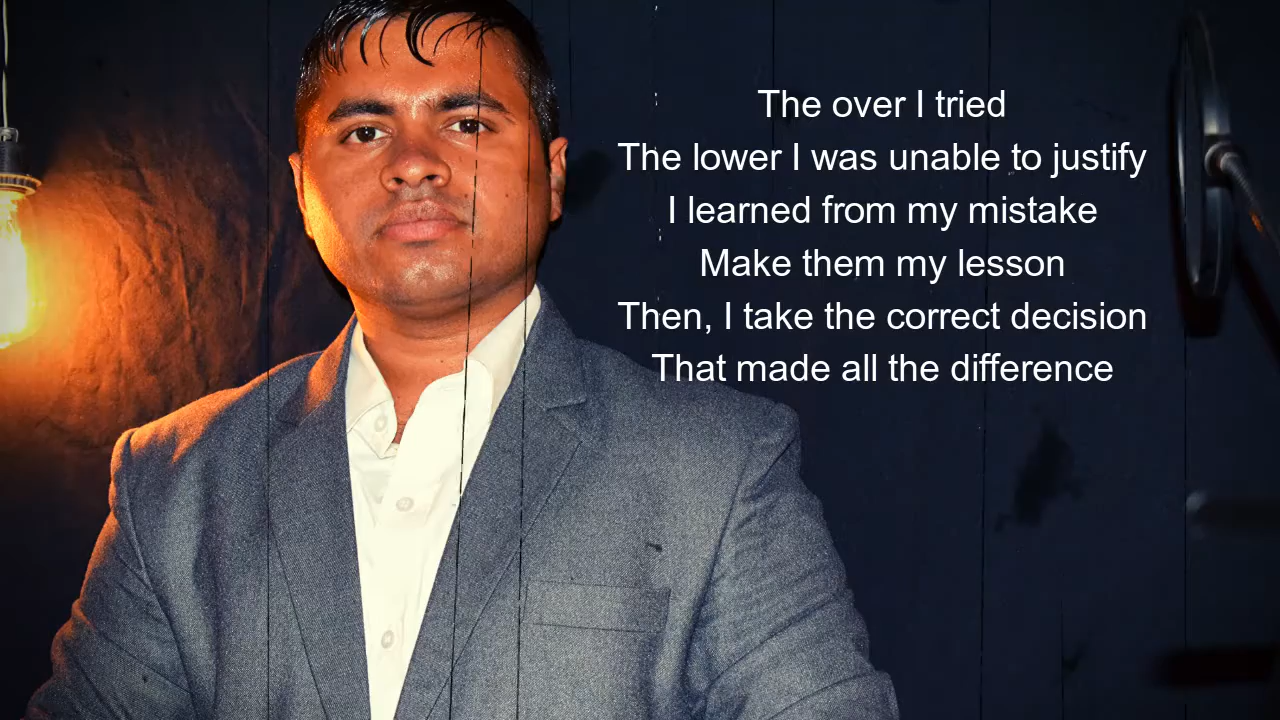 The over I tried
The lower I was unable to justify
I learned from my mistake
Make them my lesson
Then, I take the correct decision
That made all the difference